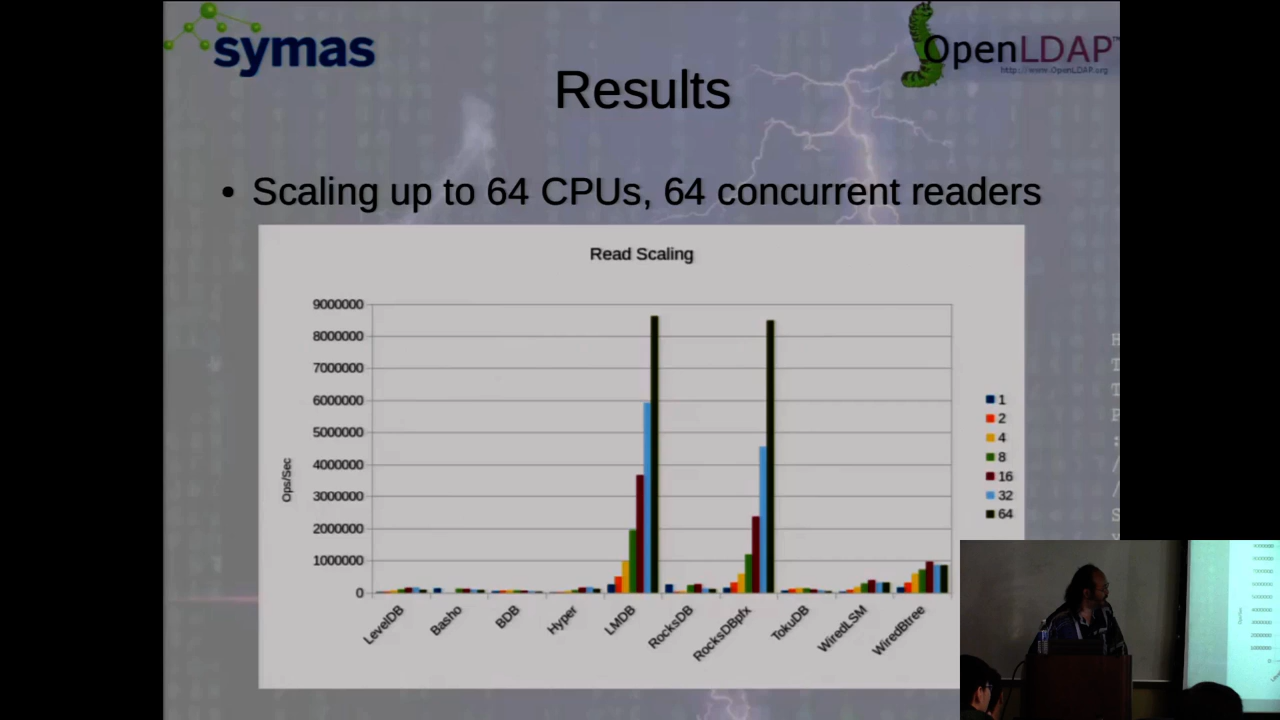 symas
OpenLDAP™
http://www.OpenLDAP.org
Results
• Scaling up to 64 CPUs, 64 concurrent readers
Read Scaling
9000000
8000000
7000000
6000000
5000000
4000000
3000000
2000000
1000000
0
Ops/Sec
LevelDB
Basho
BDB
Hyper
LMDB
RocksDB
RocksDBpfx
TokuDB
WiredLSM
WiredBtree
1
2
4
8
16
32
64